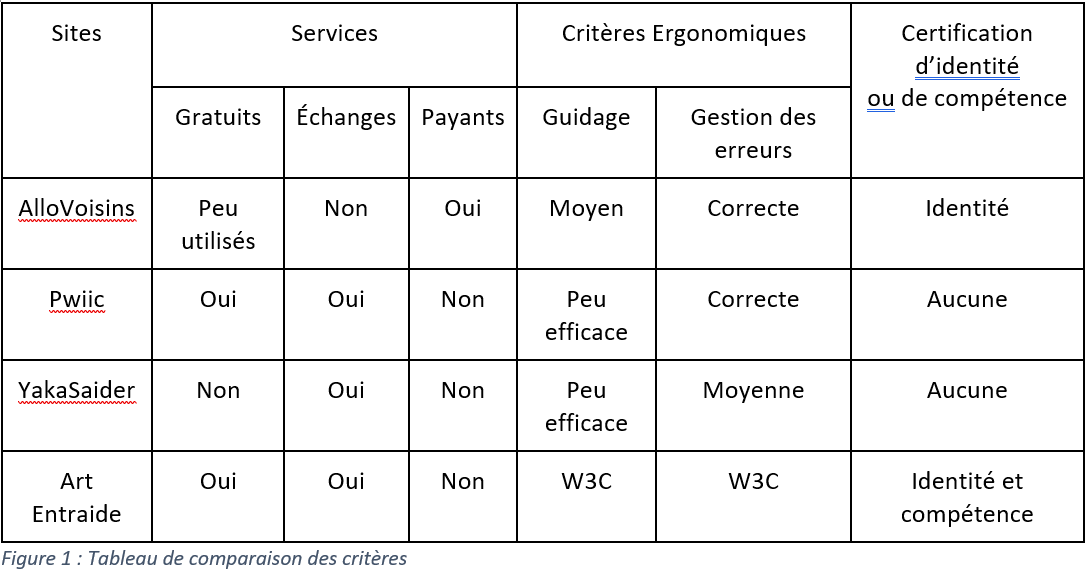 Sites
Services
Critères Ergonomiques
Certification
d’identité
ou de compétence
Gratuits
Échanges
Payants
Guidage
Gestion des
erreurs
AlloVoisins
Peu
utilisés
Non
Oui
Moyen
Correcte
Identité
Pwiic
Oui
Oui
Non
Peu
efficace
Correcte
Aucune
YakaSaider
Non
Oui
Non
Peu
efficace
Moyenne
Aucune
Art
Entraide
Oui
Oui
Non
W3C
W3C
Identité et
compétence
Figure 1 : Tableau de comparaison des critères